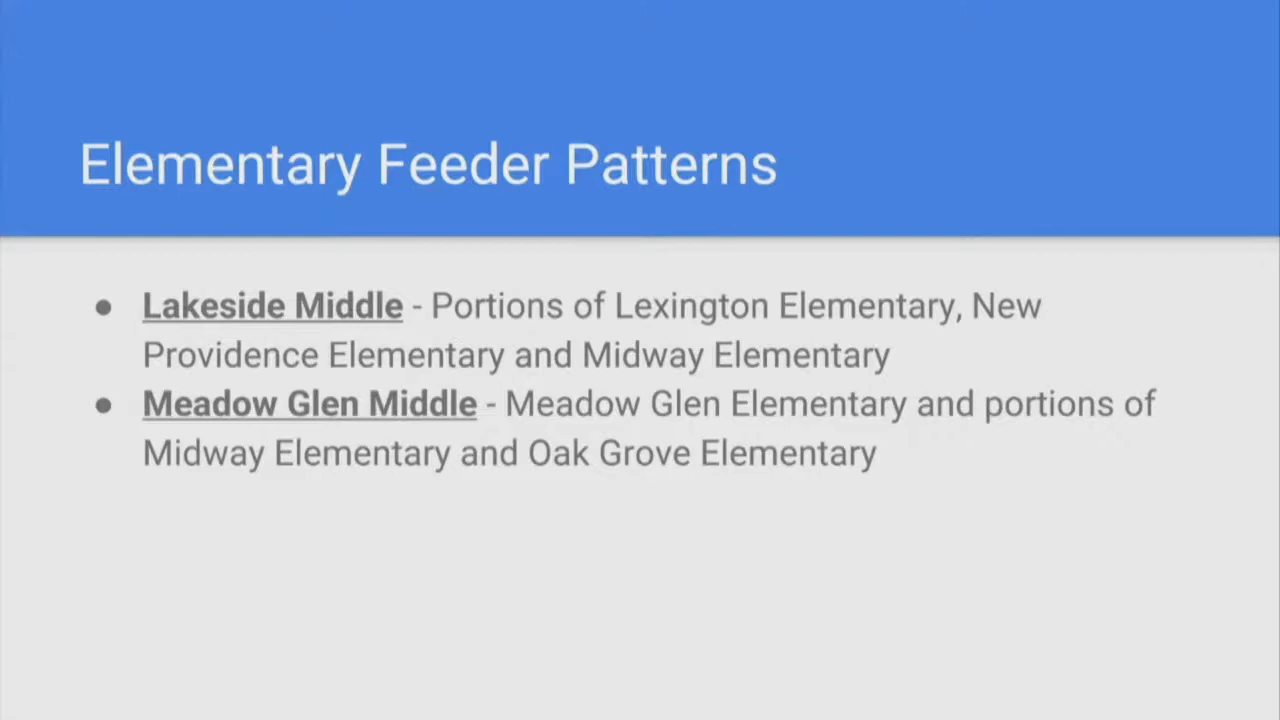 Elementary Feeder Patterns
● Lakeside Middle - Portions of Lexington Elementary, New
Providence Elementary and Midway Elementary
● Meadow Glen Middle - Meadow Glen Elementary and portions of
Midway Elementary and Oak Grove Elementary